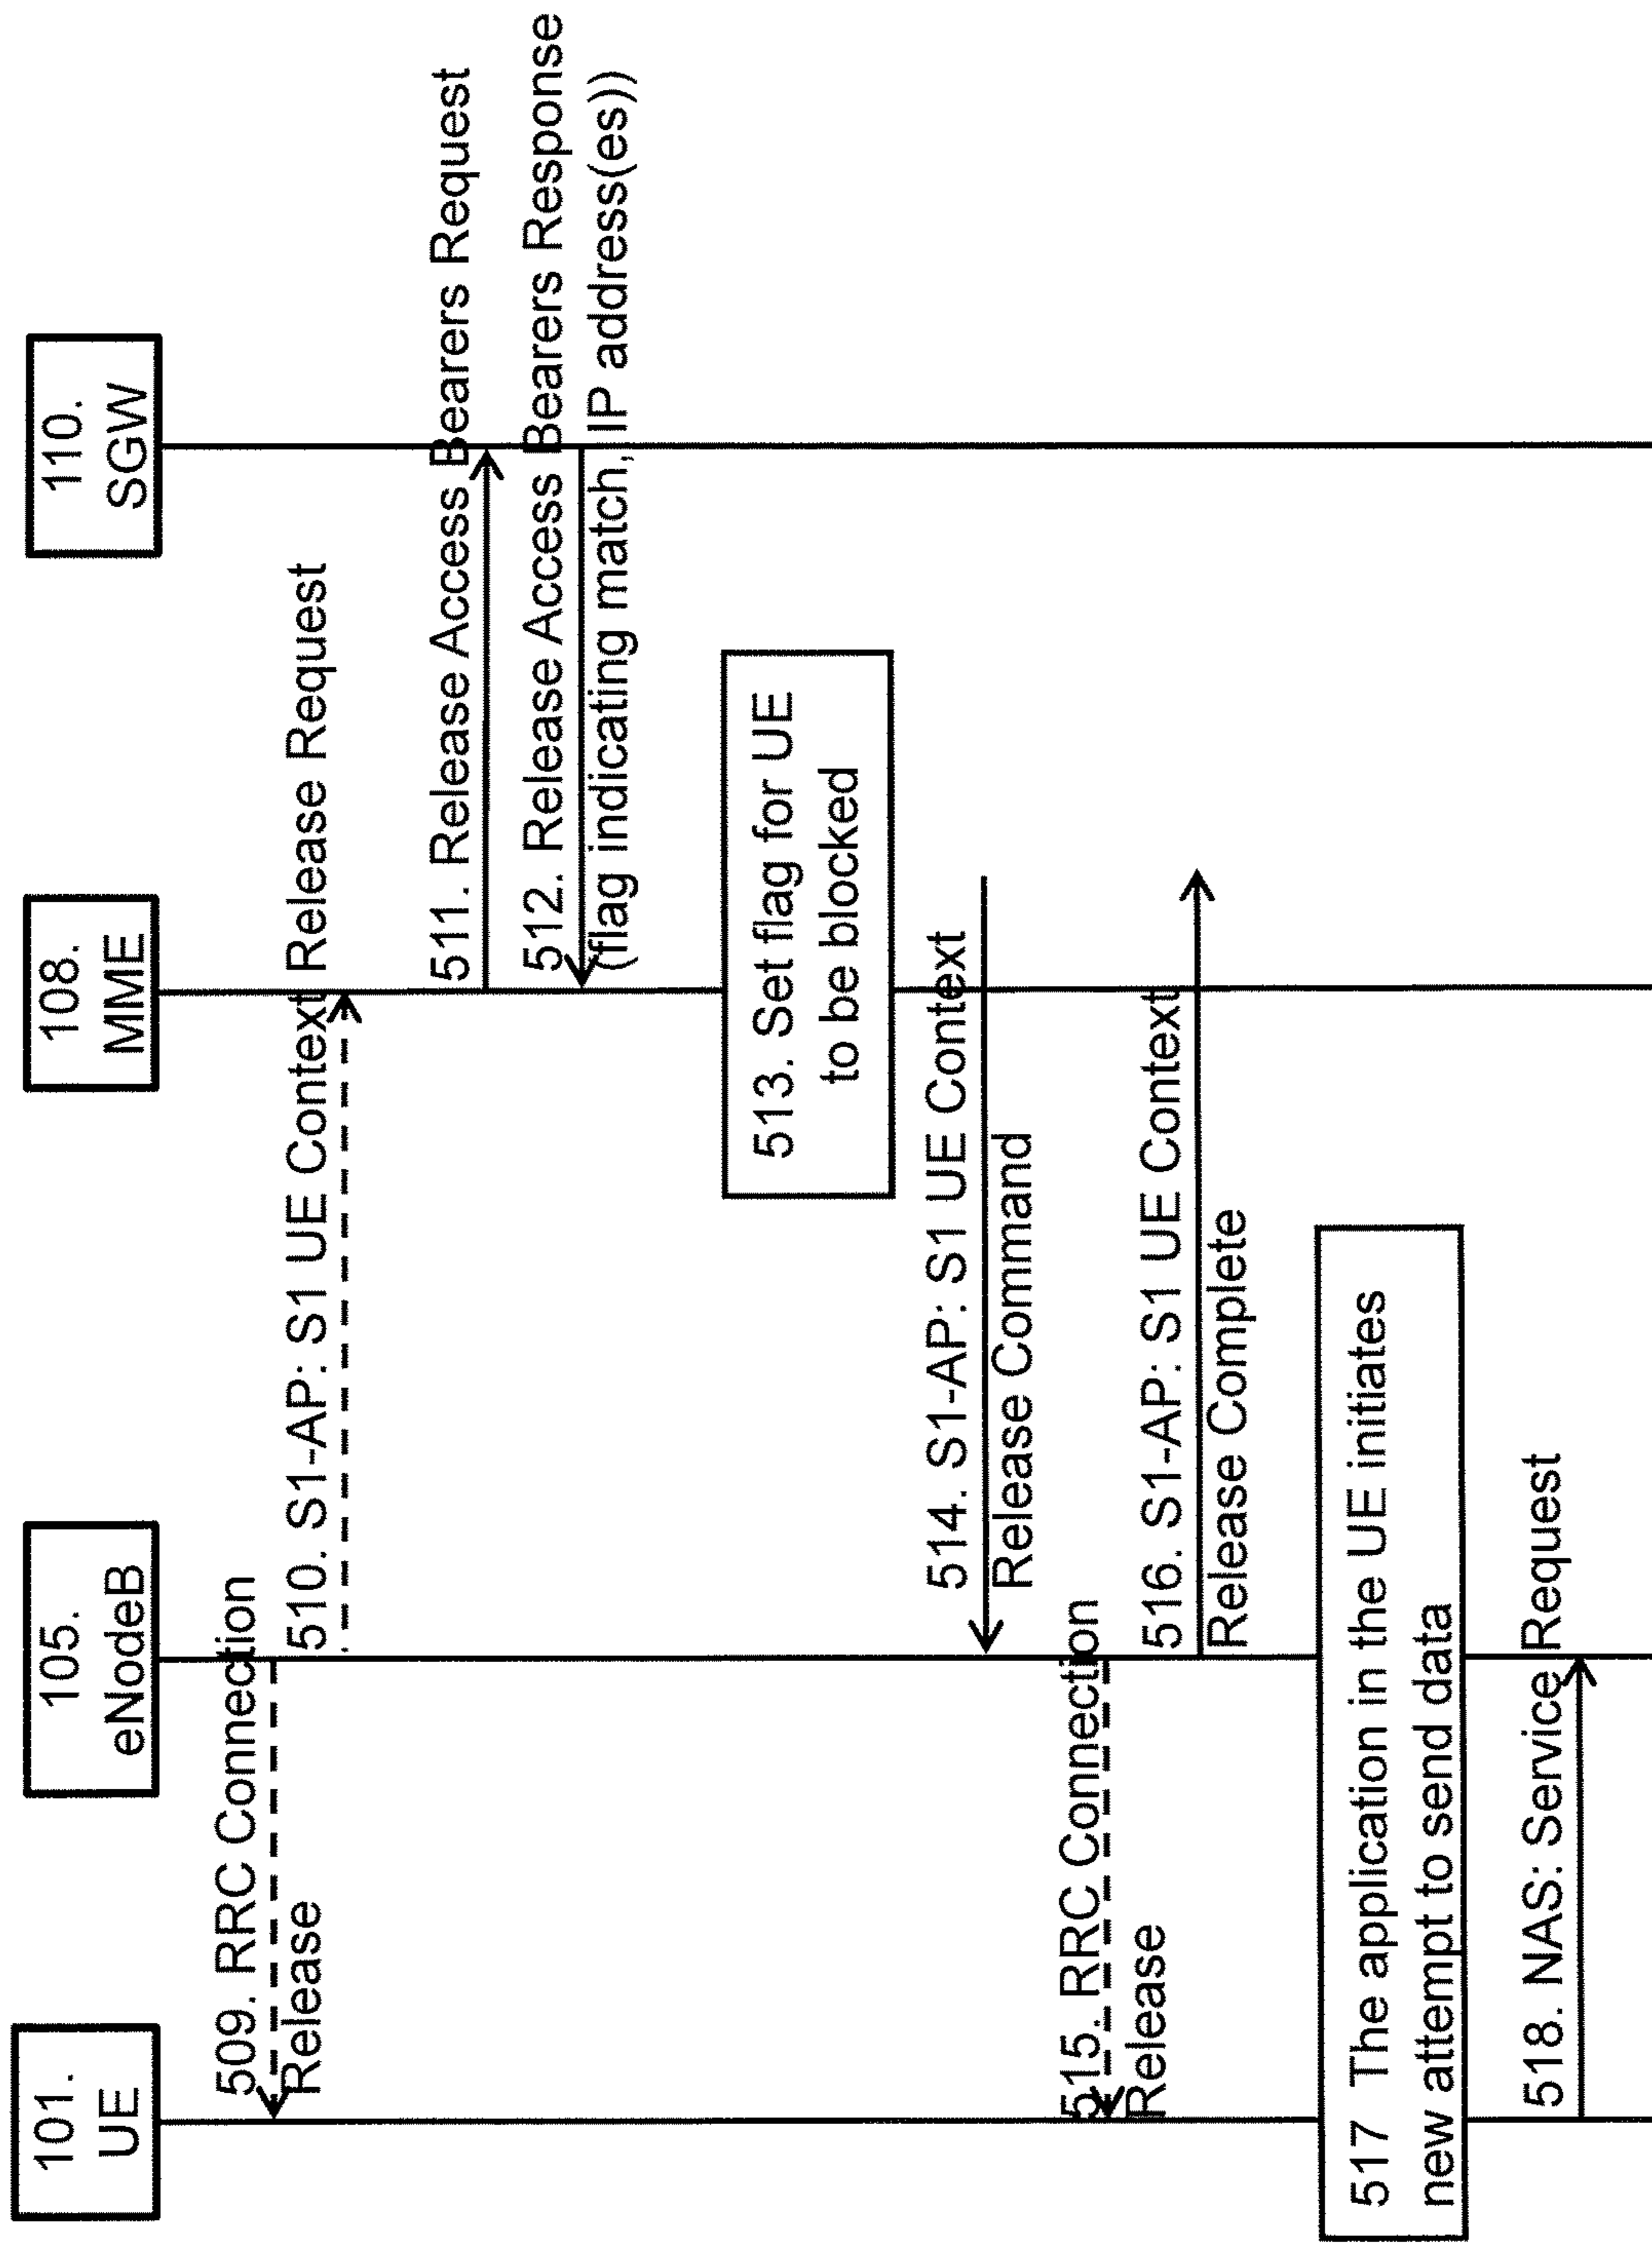 101.
UE
105.
eNodeB
108.
MME
110.
SGW
509. RRC Connection
Release
510. S1-AP: S1 UE Context Release Request
511. Release Access Bearers Request
512. Release Access Bearers Response
(flag indicating match, IP address(es))
513. Set flag for UE
to be blocked
514. S1-AP: S1 UE Context
Release Command
515. RRC Connection
Release
516. S1-AP: S1 UE Context
Release Complete
517 The application in the UE initiates
new attempt to send data
518. NAS: Service Request